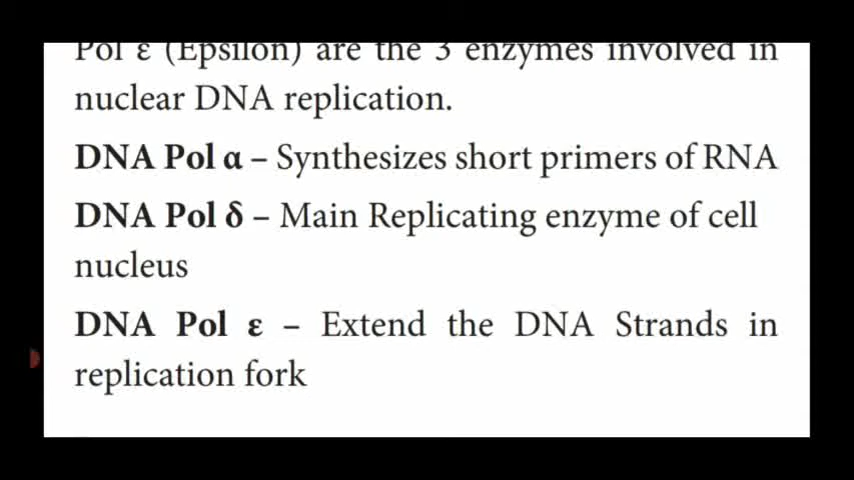 Pol ε (Epsilon) are the 3 enzymes involved in
nuclear DNA replication.
DNA Pol α – Synthesizes short primers of RNA
DNA Pol δ – Main Replicating enzyme of cell
nucleus
DNA Pol ε – Extend the DNA Strands in
replication fork